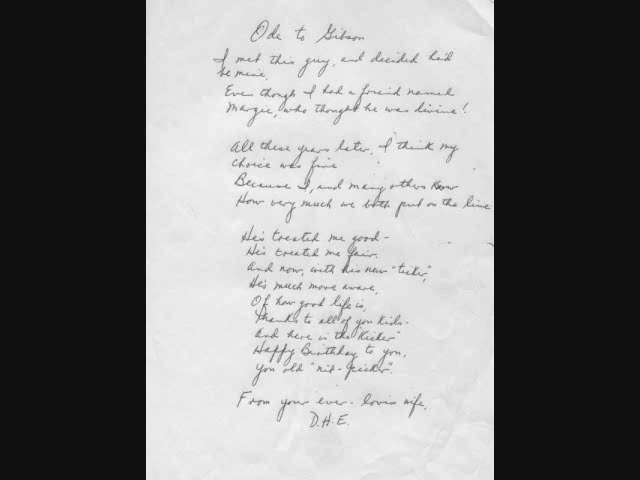 Ode to Gibson
I met this guy, and decided he'd
be mine,
Even though I had a friend named
Margie, who thought he was divine!
All these years later, I think my
choice was fine
Because I, and many others know
How very much we both put on the line
He's treated me good -
He's treated me fair.
And now, with his new "ticker",
He's much more aware,
Of how good life is,
Thanks to all of you kids -
And here is the "Kicker"
Happy Birthday to you,
You old "nit-picker".
From your ever-lovin wife,
D.H.E.